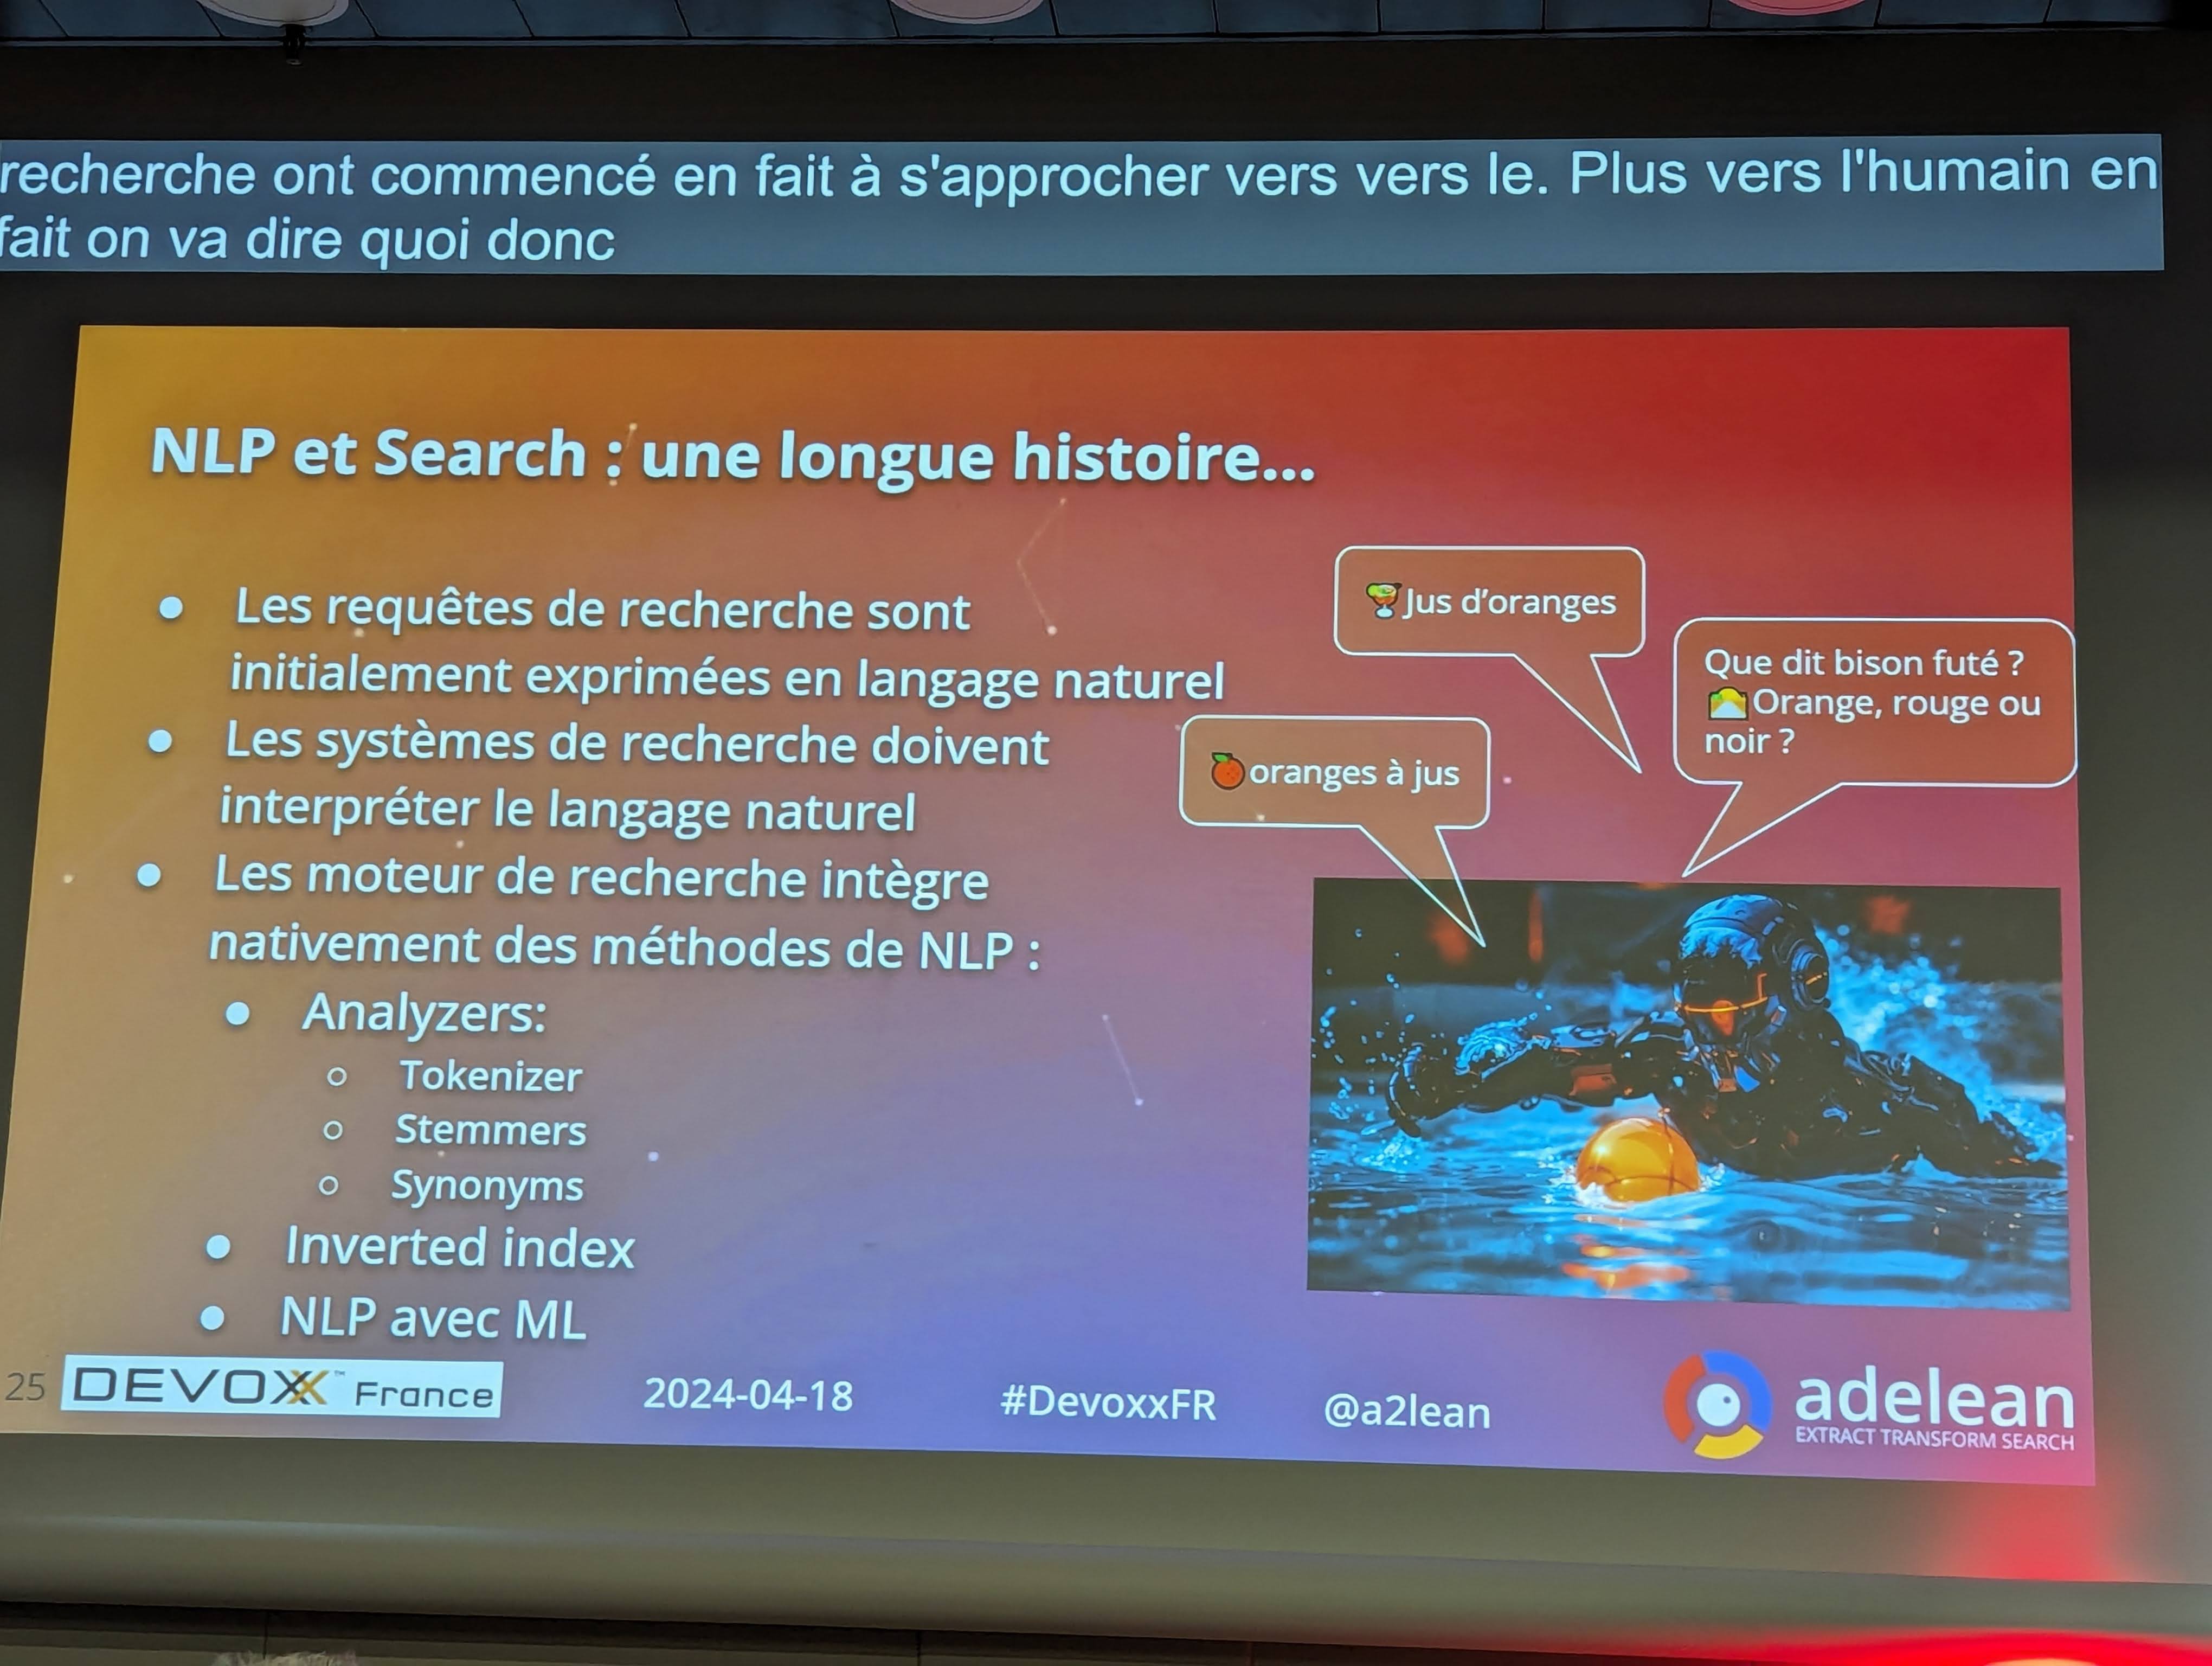 recherche ont commencé en fait à s'approcher vers vers le. Plus vers l'humain en
fait on va dire quoi donc
NLP et Search : une longue histoire...
● Les requêtes de recherche sont
initialement exprimées en langage naturel
● Les systèmes de recherche doivent
interpréter le langage naturel
● Les moteur de recherche intègre
nativement des méthodes de NLP :
● Analyzers:
○ Tokenizer
○ Stemmers
○ Synonyms
● Inverted index
● NLP avec ML
🍹Jus d'oranges
Que dit bison futé ?
🛣️Orange, rouge ou
noir ?
🍊oranges à jus
25
DEVOXX™ France
2024-04-18
#DevoxxFR
@a2lean
adelean
EXTRACT TRANSFORM SEARCH